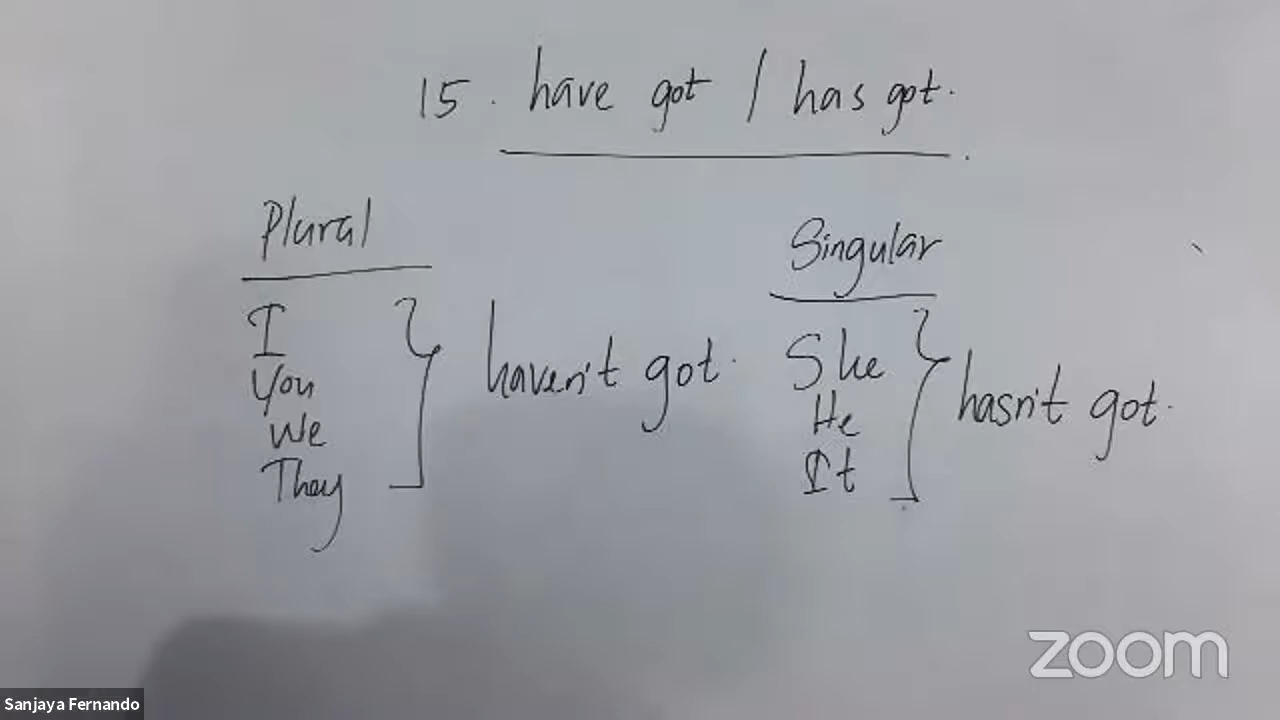 15. have got / has got.
Plural
I
You
We
They
haven't got.
Singular
She
He
It
hasn't got.
zoom
Sanjaya Fernando